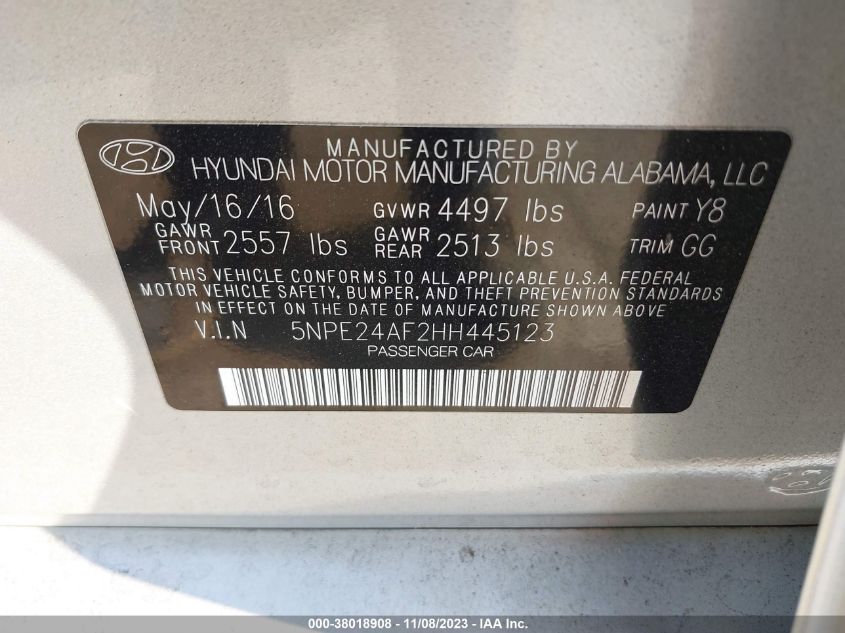 MANUFACTURED BY
HYUNDAI MOTOR MANUFACTURING ALABAMA, LLC
May/16/16 GVWR 4497 lbs PAINT Y8
GAWR FRONT 2557 lbs GAWR REAR 2513 lbs TRIM GG
THIS VEHICLE CONFORMS TO ALL APPLICABLE U.S.A. FEDERAL
MOTOR VEHICLE SAFETY, BUMPER, AND THEFT PREVENTION STANDARDS
IN EFFECT ON THE DATE OF MANUFACTURE SHOWN ABOVE
V.I.N 5NPE24AF2HH445123
PASSENGER CAR
000-38018908 - 11/08/2023 - IAA Inc.